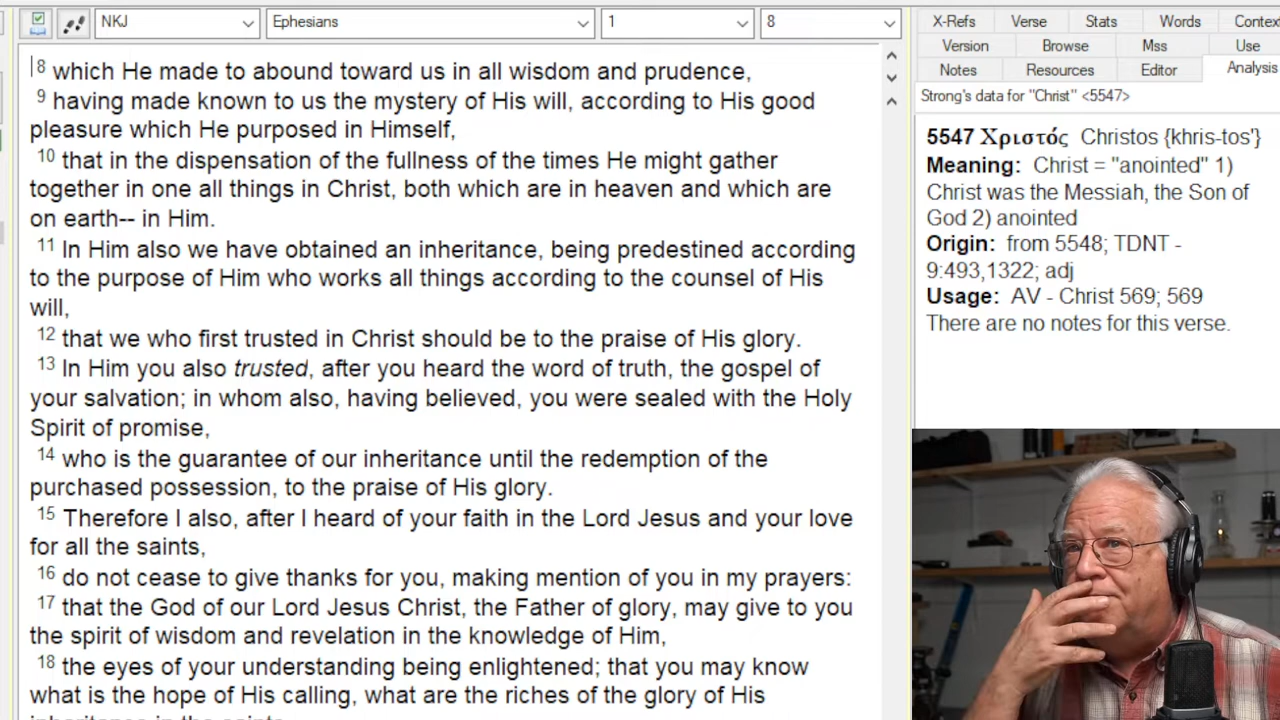 NKJ Ephesians 1 8
8 which He made to abound toward us in all wisdom and prudence,
9 having made known to us the mystery of His will, according to His good
pleasure which He purposed in Himself,
10 that in the dispensation of the fullness of the times He might gather
together in one all things in Christ, both which are in heaven and which are
on earth-- in Him.
11 In Him also we have obtained an inheritance, being predestined according
to the purpose of Him who works all things according to the counsel of His
will,
12 that we who first trusted in Christ should be to the praise of His glory.
13 In Him you also trusted, after you heard the word of truth, the gospel of
your salvation; in whom also, having believed, you were sealed with the Holy
Spirit of promise,
14 who is the guarantee of our inheritance until the redemption of the
purchased possession, to the praise of His glory.
15 Therefore I also, after I heard of your faith in the Lord Jesus and your love
for all the saints,
16 do not cease to give thanks for you, making mention of you in my prayers:
17 that the God of our Lord Jesus Christ, the Father of glory, may give to you
the spirit of wisdom and revelation in the knowledge of Him,
18 the eyes of your understanding being enlightened; that you may know
what is the hope of His calling, what are the riches of the glory of His
inheritance in the saints
X-Refs Verse Stats Words Contex
Version Browse Mss Use
Notes Resources Editor Analysis
Strong's data for "Christ" <5547>
5547 Χριστός Christos {khris-tos'}
Meaning: Christ = "anointed" 1)
Christ was the Messiah, the Son of
God 2) anointed
Origin: from 5548; TDNT -
9:493,1322; adj
Usage: AV - Christ 569; 569
There are no notes for this verse.